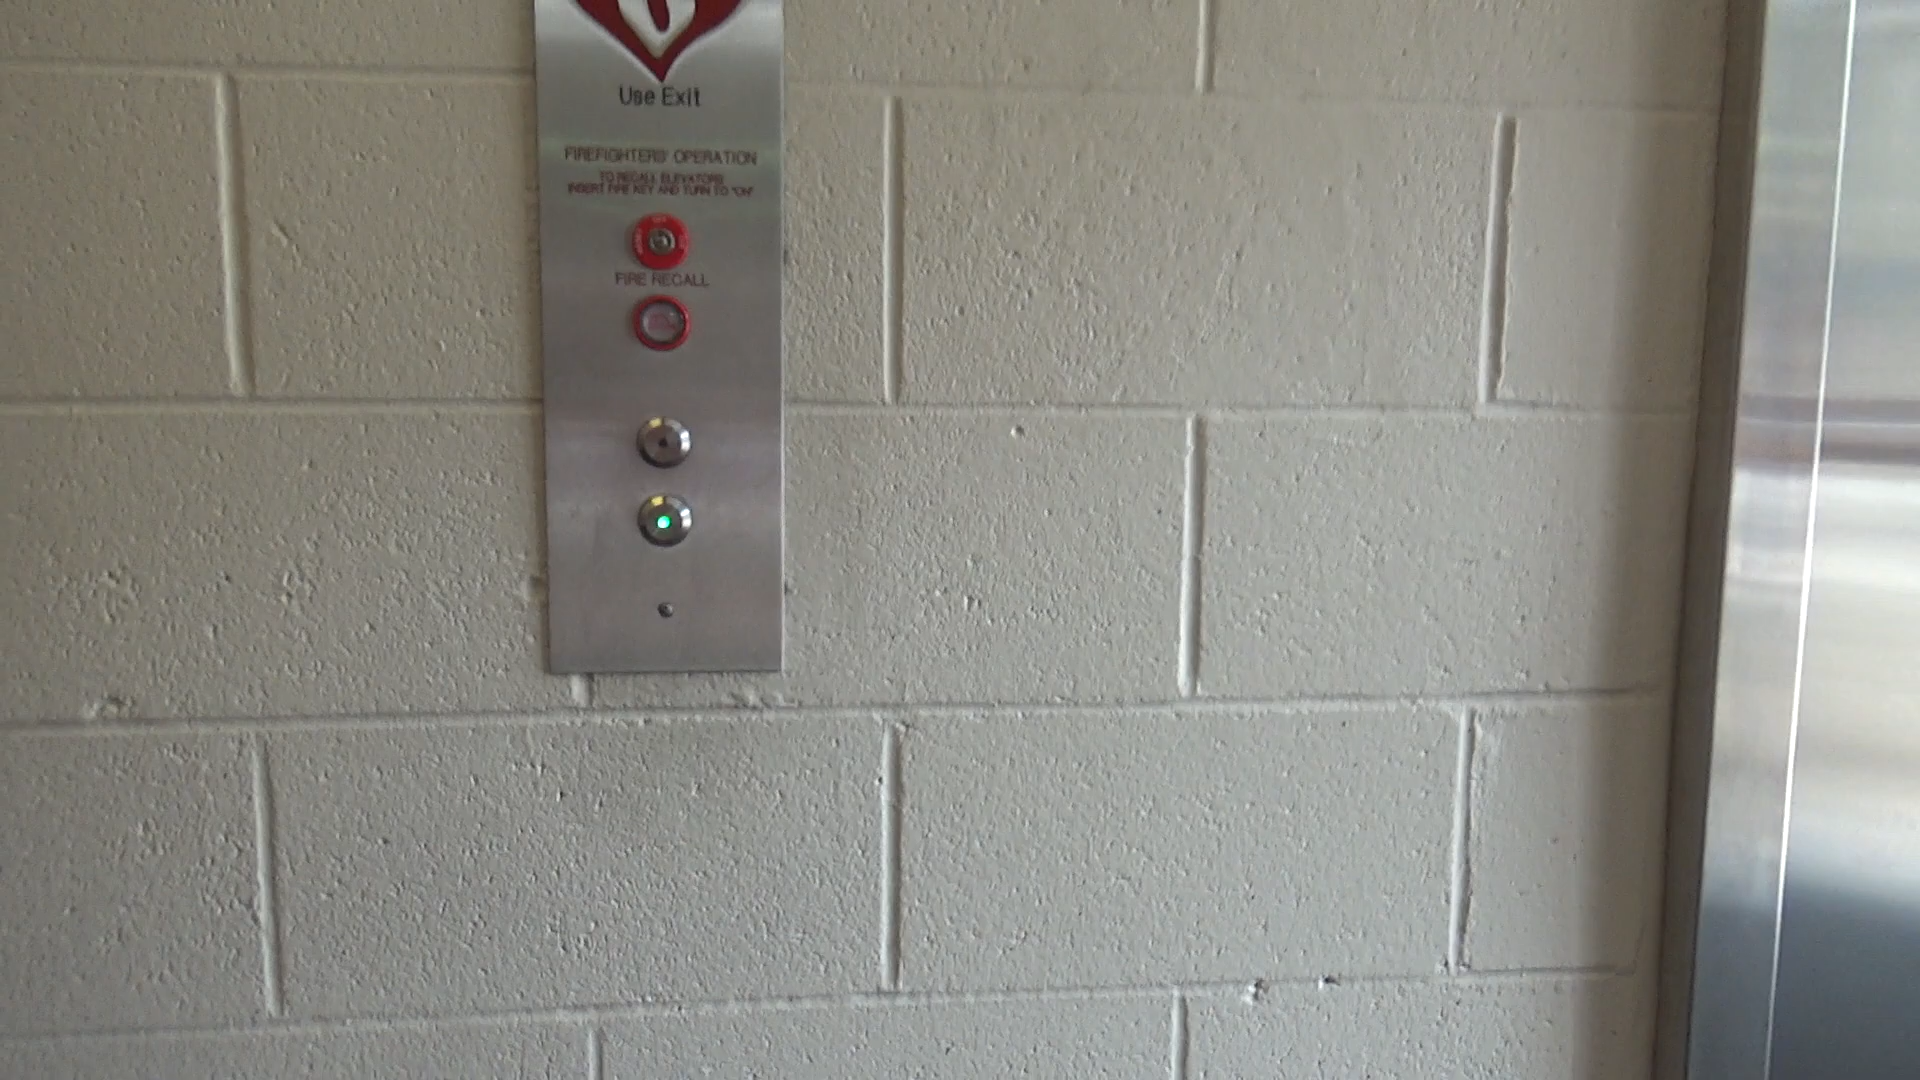 Use Exit
FIREFIGHTERS' OPERATION
TO RECALL ELEVATORS
INSERT FIRE KEY AND TURN TO "ON"
FIRE RECALL